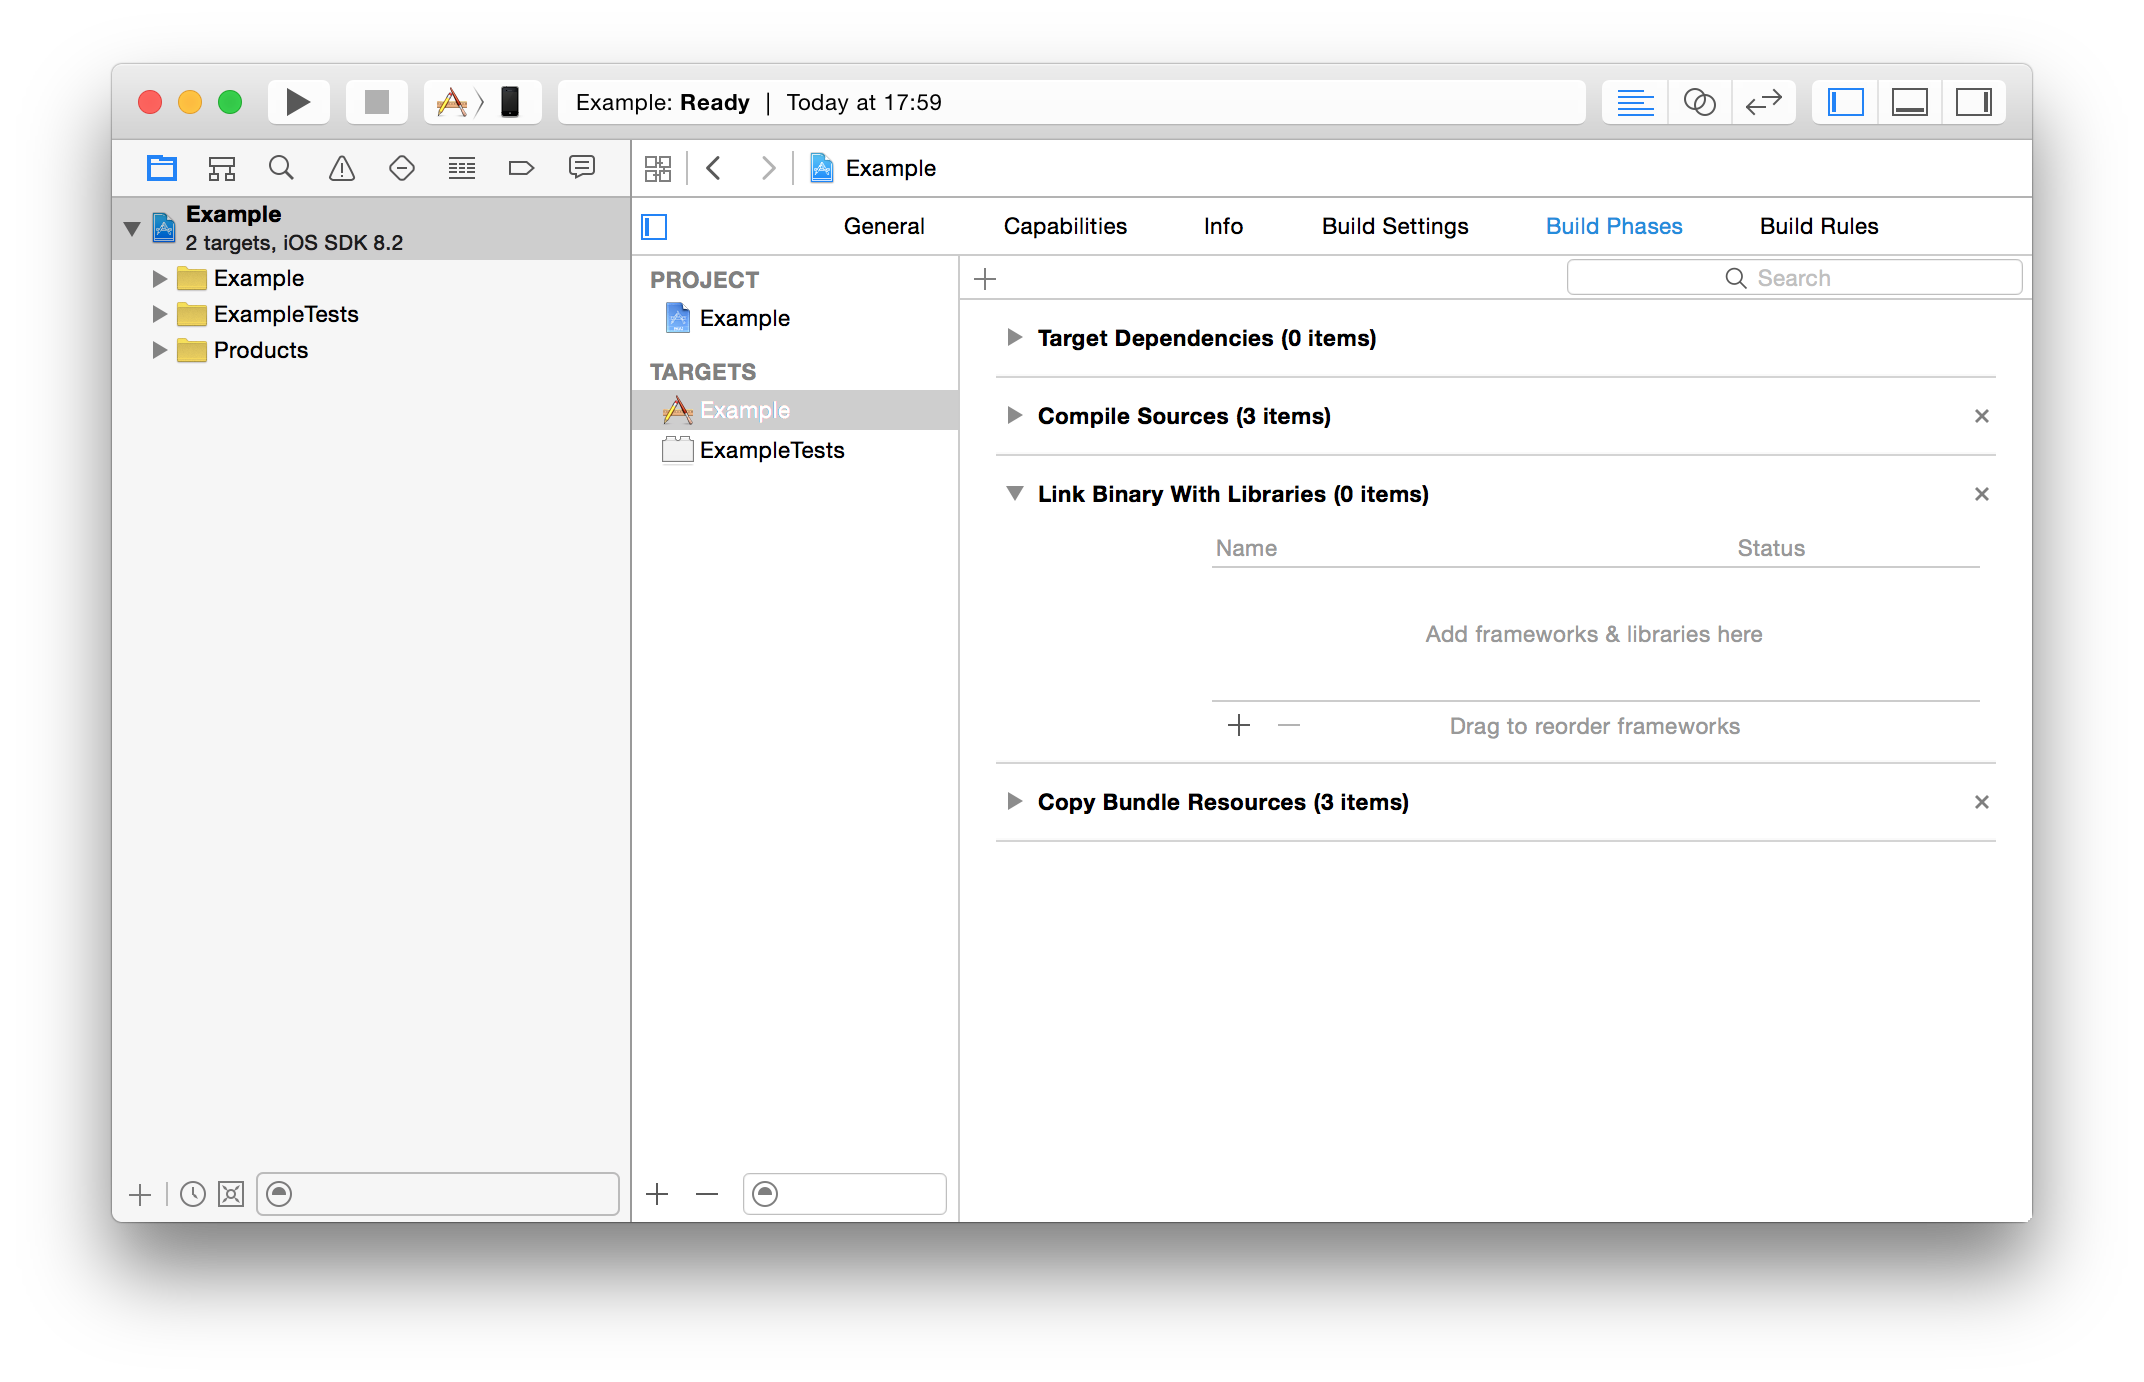 Example: Ready | Today at 17:59
Example
2 targets, iOS SDK 8.2
Example
ExampleTests
Products
Example
General Capabilities Info Build Settings Build Phases Build Rules
PROJECT
Example
TARGETS
Example
ExampleTests
Search
Target Dependencies (0 items)
Compile Sources (3 items)
Link Binary With Libraries (0 items)
Name Status
Add frameworks & libraries here
Drag to reorder frameworks
Copy Bundle Resources (3 items)